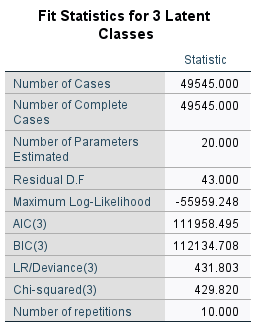 Fit Statistics for 3 Latent
Classes
Statistic
Number of Cases 49545.000
Number of Complete 49545.000
Cases
Number of Parameters 20.000
Estimated
Residual D.F 43.000
Maximum Log-Likelihood -55959.248
AIC(3) 111958.495
BIC(3) 112134.708
LR/Deviance(3) 431.803
Chi-squared(3) 429.820
Number of repetitions 10.000